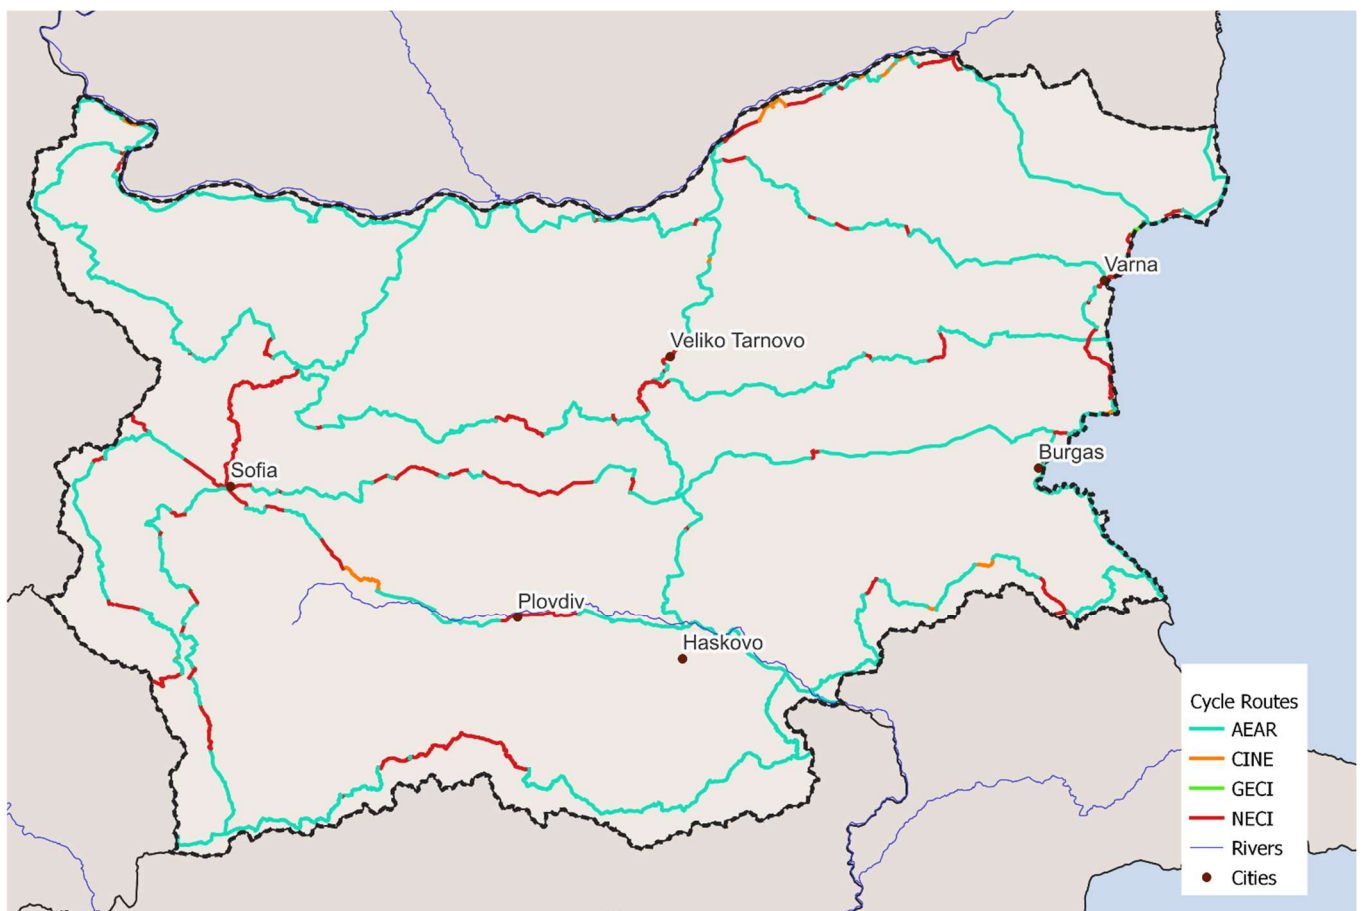 Varna
Veliko Tarnovo
Burgas
Sofia
Plovdiv
Haskovo
Cycle Routes
AEAR
CINE
GECI
NECI
Rivers
Cities